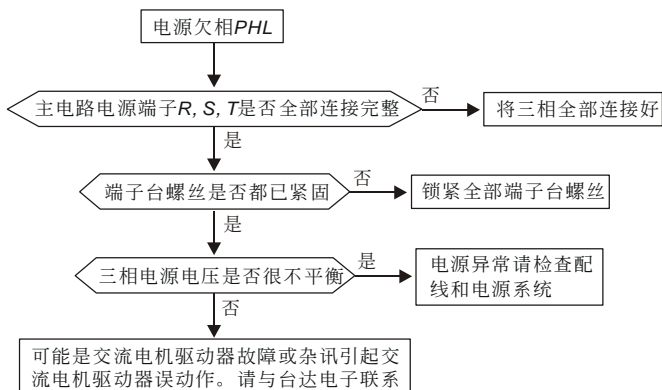 电源欠相PHL
主电路电源端子R, S, T是否全部连接完整
否
将三相全部连接好
是
端子台螺丝是否都已紧固
否
锁紧全部端子台螺丝
是
三相电源电压是否很不平衡
是
电源异常请检查配
线和电源系统
否
可能是交流电机驱动器故障或杂讯引起交
流电机驱动器误动作。请与台达电子联系